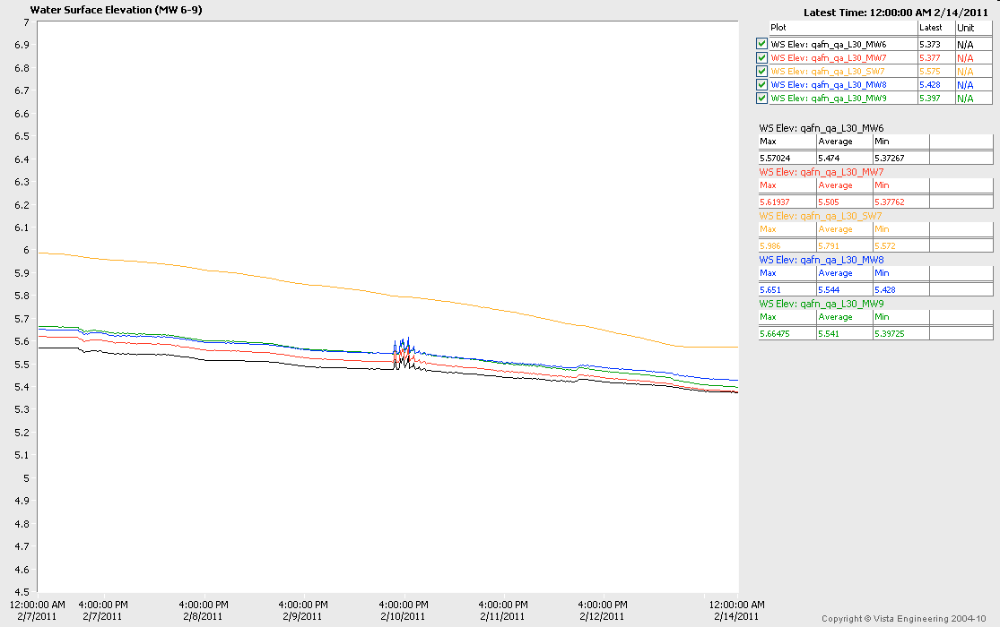 Water Surface Elevation (MW 6-9)
7
6.9
6.8
6.7
6.6
6.5
6.4
6.3
6.2
6.1
6
5.9
5.8
5.7
5.6
5.5
5.4
5.3
5.2
5.1
5
4.9
4.8
4.7
4.6
4.5
12:00:00 AM 4:00:00 PM 4:00:00 PM 4:00:00 PM 4:00:00 PM 4:00:00 PM 4:00:00 PM 12:00:00 AM
2/7/2011 2/7/2011 2/8/2011 2/9/2011 2/10/2011 2/11/2011 2/12/2011 2/14/2011
Latest Time: 12:00:00 AM 2/14/2011
Plot Latest Unit
WS Elev: qafn_qa_L30_MW6 5.373 N/A
WS Elev: qafn_qa_L30_MW7 5.377 N/A
WS Elev: qafn_qa_L30_SW7 5.575 N/A
WS Elev: qafn_qa_L30_MW8 5.428 N/A
WS Elev: qafn_qa_L30_MW9 5.397 N/A
WS Elev: qafn_qa_L30_MW6
Max Average Min
5.57024 5.474 5.37267
WS Elev: qafn_qa_L30_MW7
Max Average Min
5.61937 5.505 5.37762
WS Elev: qafn_qa_L30_SW7
Max Average Min
5.986 5.791 5.572
WS Elev: qafn_qa_L30_MW8
Max Average Min
5.651 5.544 5.428
WS Elev: qafn_qa_L30_MW9
Max Average Min
5.66475 5.541 5.39725
Copyright © Vista Engineering 2004-10